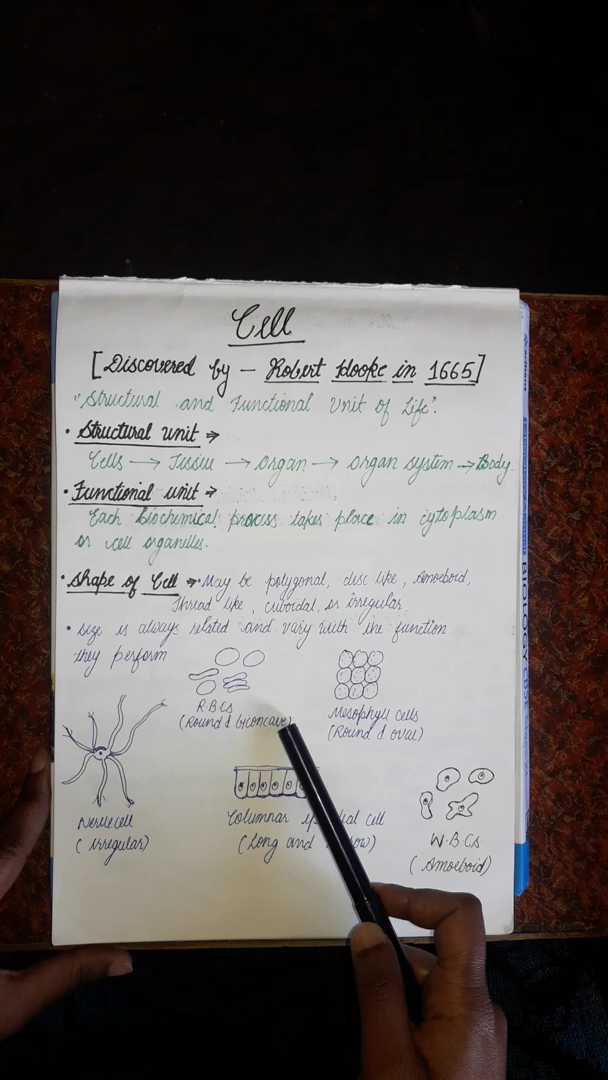 Cell
[Discovered by - Robert Hooke in 1665]
"Structural and Functional Unit of Life".
• Structural unit ⇒
Cells → Tissue → organ → organ system → Body
• Functional unit ⇒
Each biochemical process takes place in cytoplasm
or cell organelles.
• Shape of Cell ⇒ • May be polygonal, disc like, Amoeboid,
Thread like, cuboidal, or irregular.
• size is always related and vary with the function
they perform
R.B.Cs
(Round & biconcave)
Mesophyll cells
(Round & oval)
Nerve cell
(irregular)
Columnar cell
(Long and
W.B.Cs.
(Amoeboid)
BIOLOGY